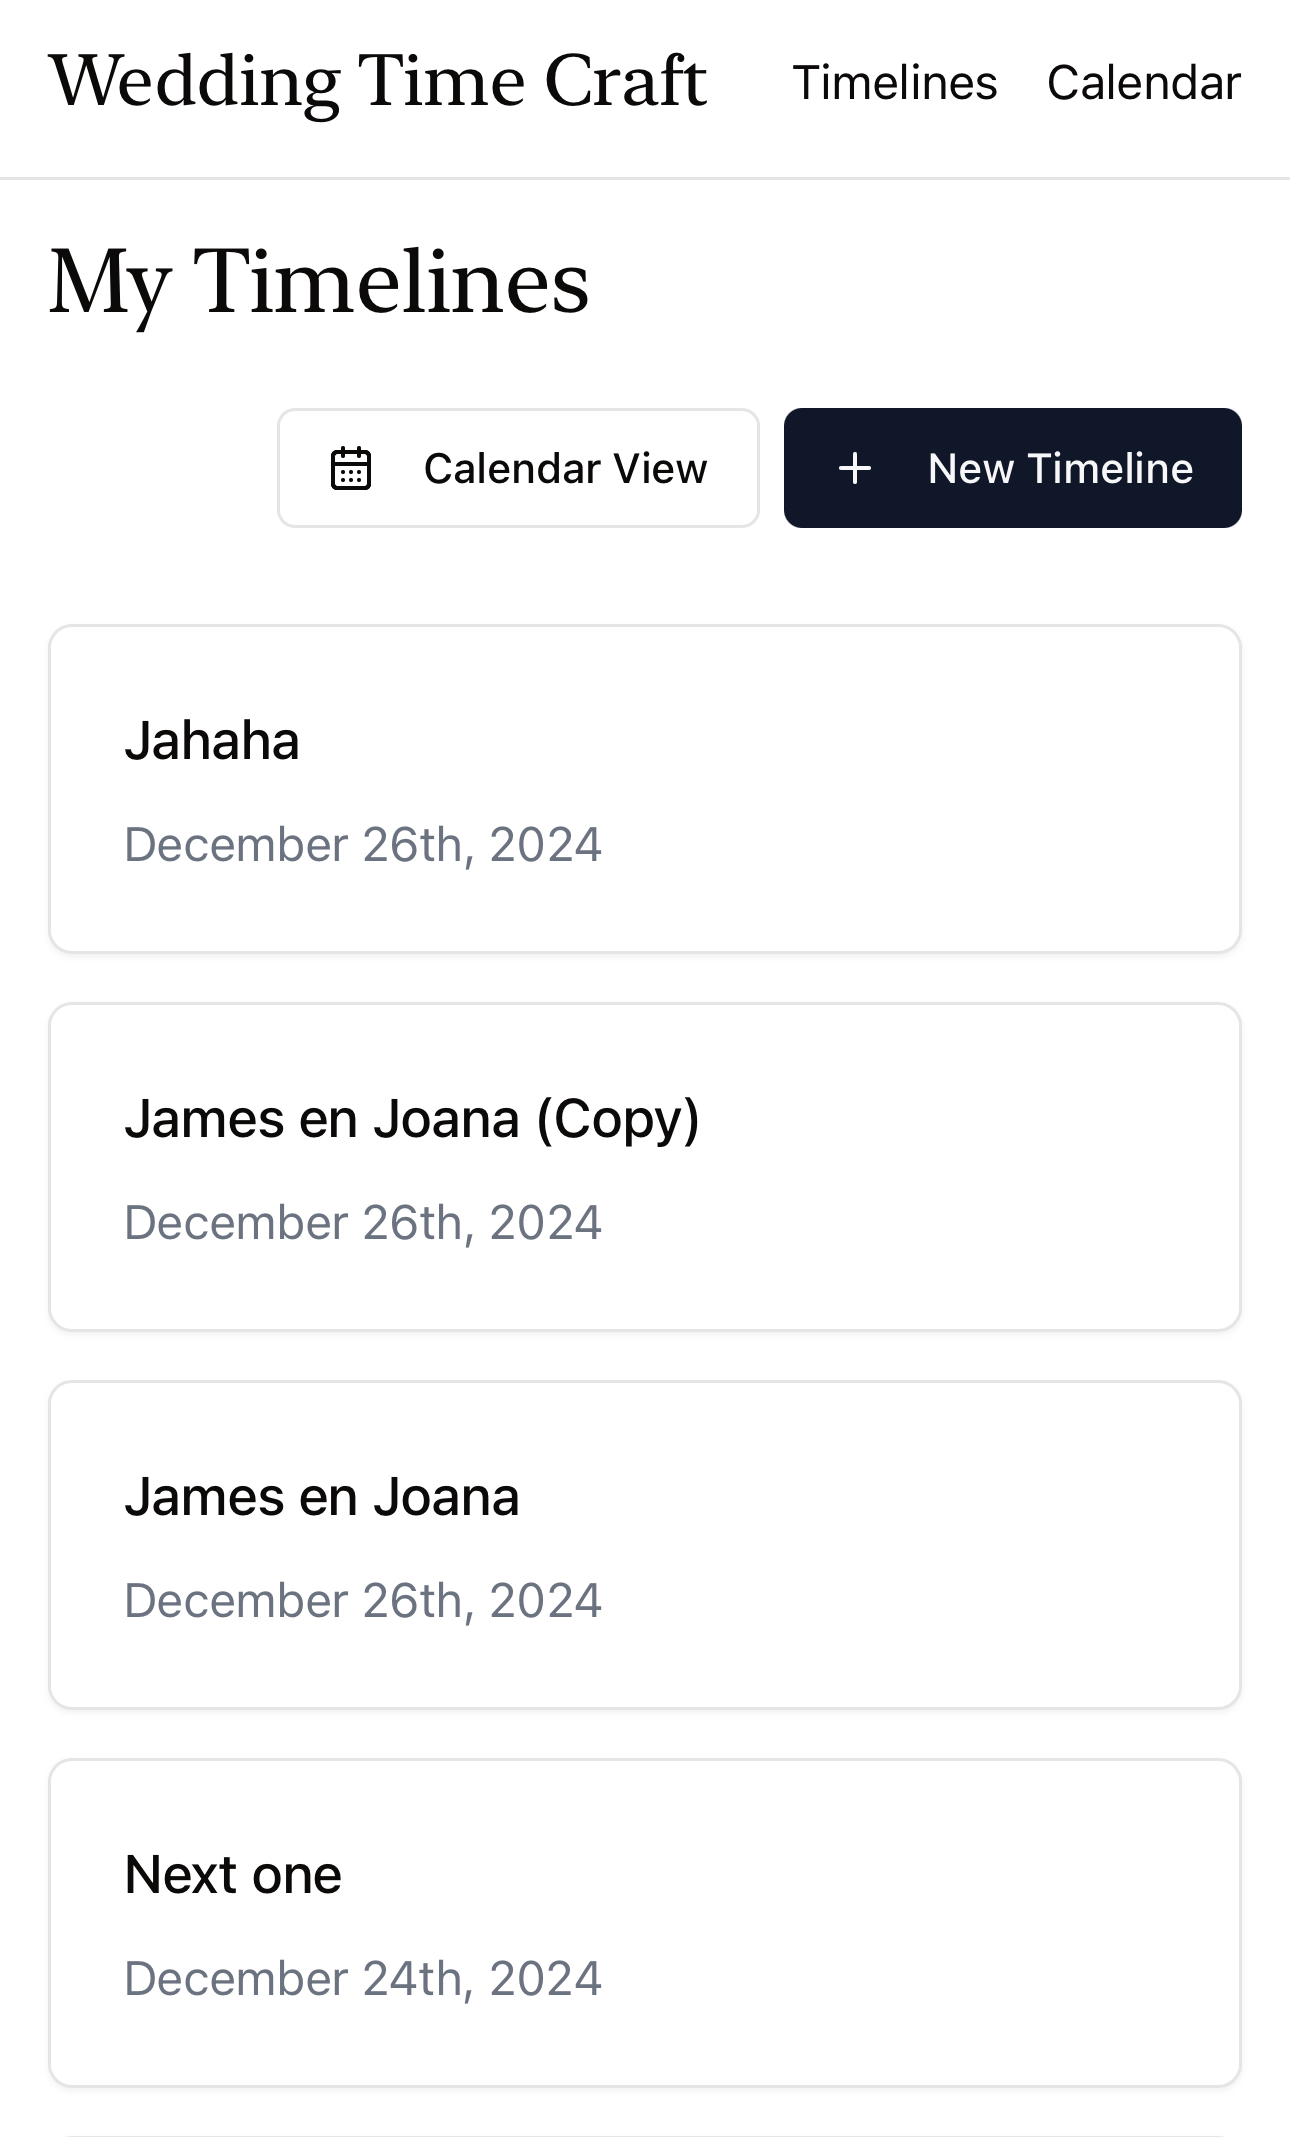 Wedding Time Craft Timelines Calendar
My Timelines
Calendar View New Timeline
Jahaha
December 26th, 2024
James en Joana (Copy)
December 26th, 2024
James en Joana
December 26th, 2024
Next one
December 24th, 2024